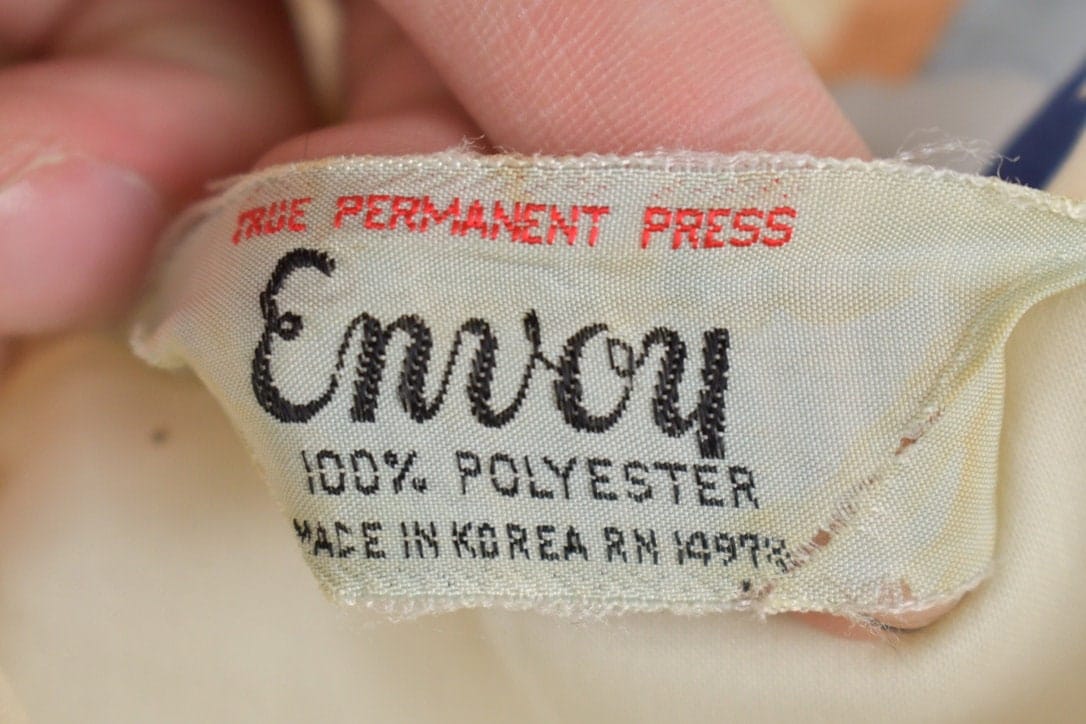 TRUE PERMANENT PRESS
Envoy
100% POLYESTER
MADE IN KOREA RN